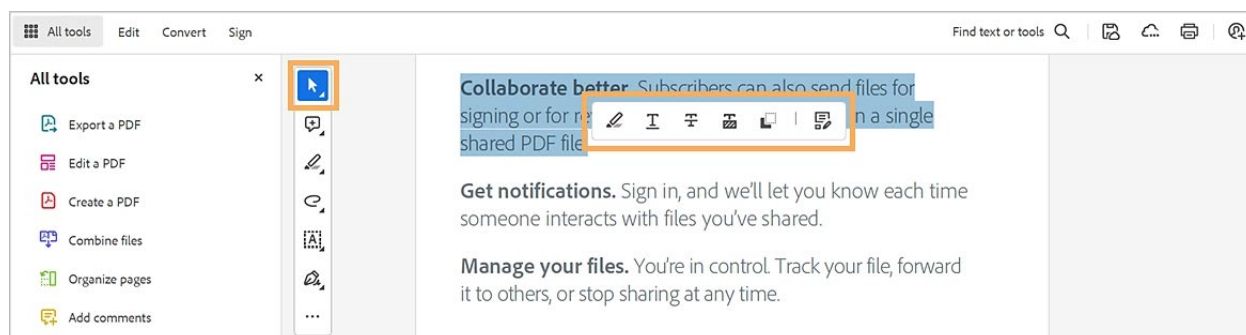 All tools Edit Convert Sign Find text or tools
All tools
Export a PDF
Edit a PDF
Create a PDF
Combine files
Organize pages
Add comments
Collaborate better. Subscribers can also send files for
signing or for re n a single
shared PDF file
Get notifications. Sign in, and we'll let you know each time
someone interacts with files you've shared.
Manage your files. You're in control. Track your file, forward
it to others, or stop sharing at any time.